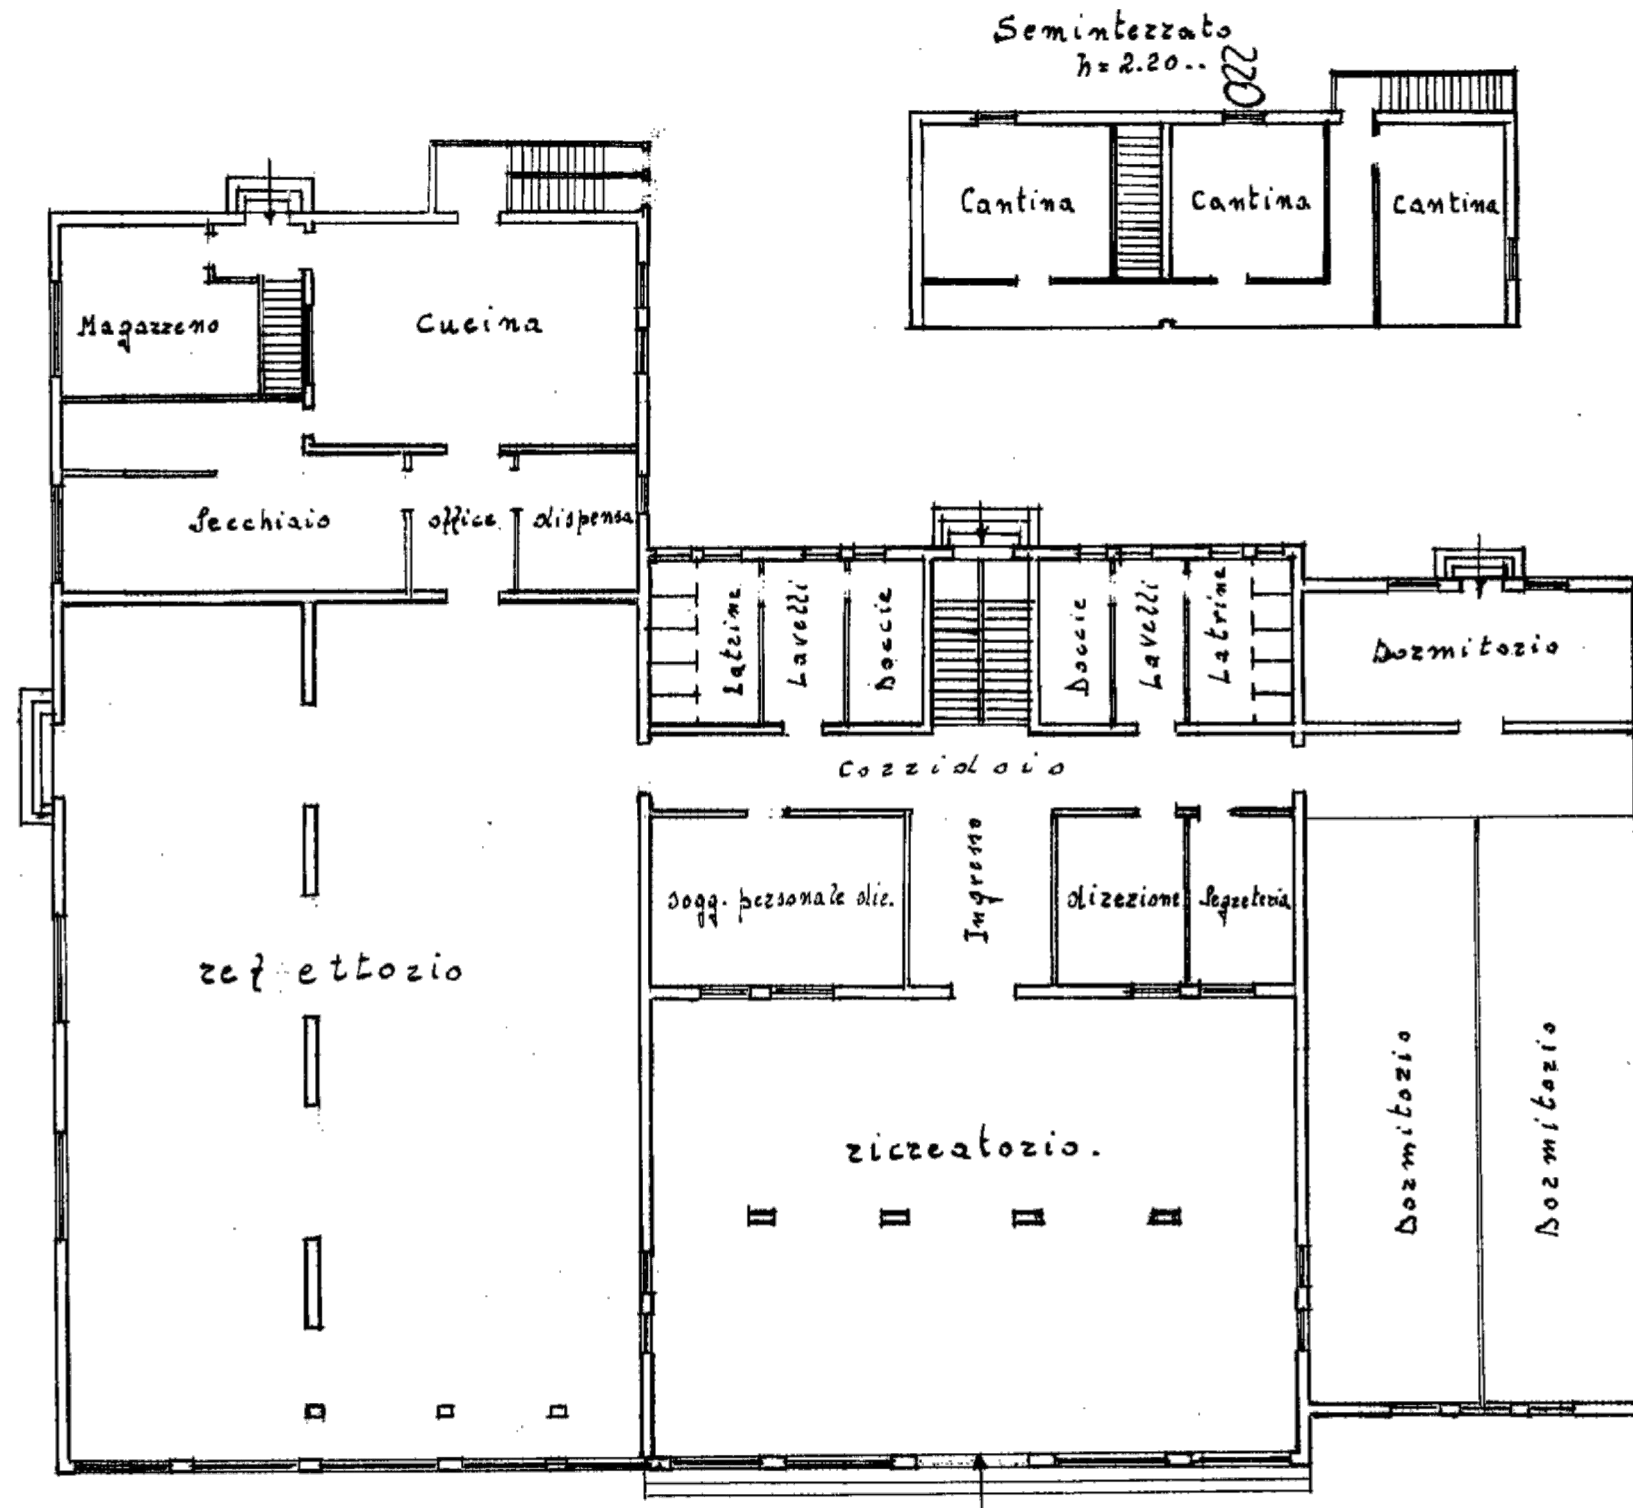 Seminterrato
h= 2.20..
220
Cantina
Cantina
Cantina
Magazzeno
Cucina
Secchiaio
office
dispensa
Latrine
Lavelli
Doccie
Doccie
Lavelli
Latrine
Dormitorio
Corridoio
sogg. personale dir.
Ingresso
direzione
Segreteria
refettorio
ricreatorio.
Dormitorio
Dormitorio